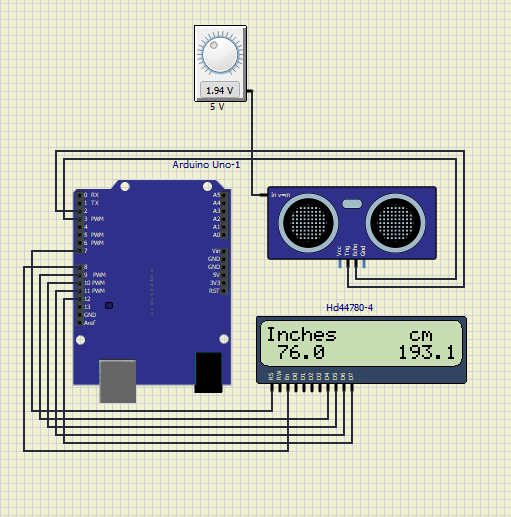 1.94 V
5 V
Arduino Uno-1
0 RX
1 TX
2
3 PWM
4
5 PWM
6 PWM
7
8
9 PWM
10 PWM
11 PWM
12
13
GND
Aref
A5
A4
A3
A2
A1
A0
Vin
GND
GND
5V
3V3
RST
In v=m
Vcc
Trig
Echo
Gnd
Hd44780-4
Inches cm
76.0 193.1
RS RW En D0 D1 D2 D3 D4 D5 D6 D7